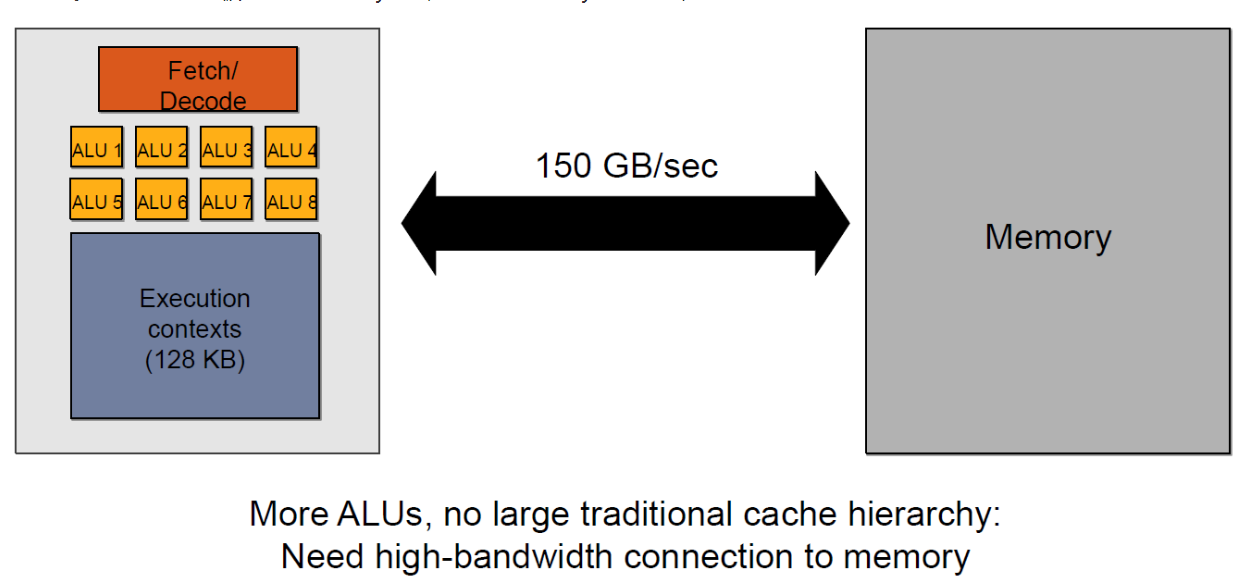 Fetch/
Decode
ALU 1 ALU 2 ALU 3 ALU 4
ALU 5 ALU 6 ALU 7 ALU 8
Execution
contexts
(128 KB)
150 GB/sec
Memory
More ALUs, no large traditional cache hierarchy:
Need high-bandwidth connection to memory